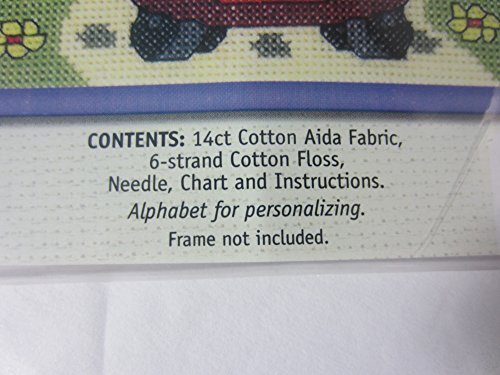 CONTENTS: 14ct Cotton Aida Fabric,
6-strand Cotton Floss,
Needle, Chart and Instructions.
Alphabet for personalizing.
Frame not included.